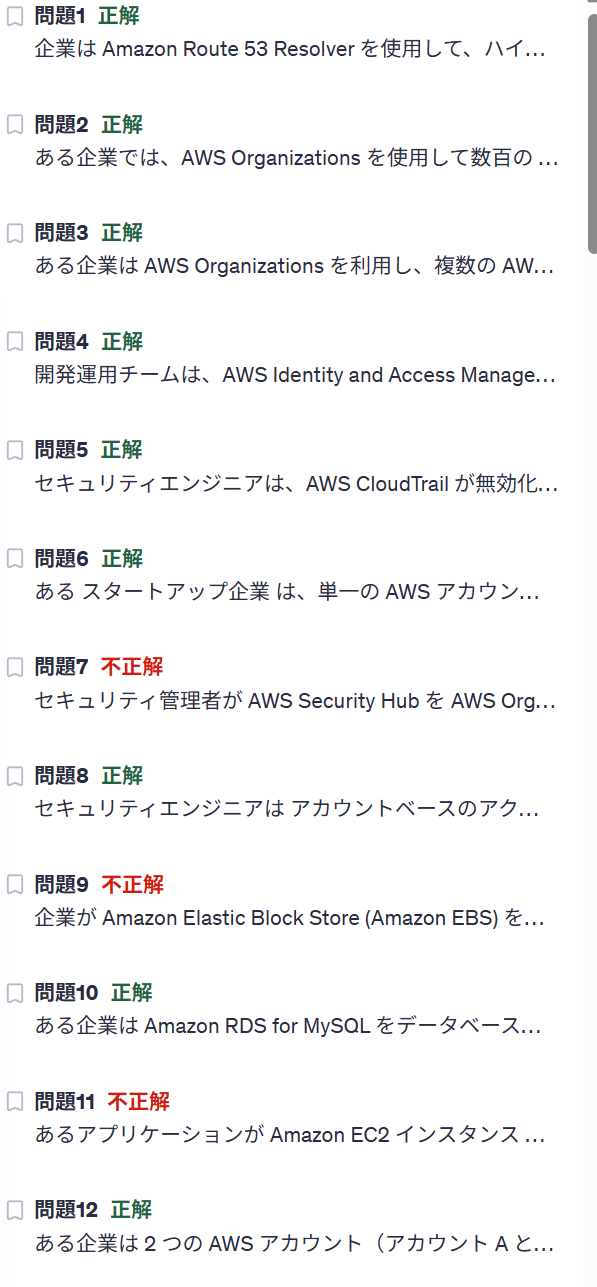 問題1 正解
企業は Amazon Route 53 Resolver を使用して、ハイ...
問題2 正解
ある企業では、AWS Organizations を使用して数百の ...
問題3 正解
ある企業は AWS Organizations を利用し、複数の AW...
問題4 正解
開発運用チームは、AWS Identity and Access Manage...
問題5 正解
セキュリティエンジニアは、AWS CloudTrail が無効化...
問題6 正解
ある スタートアップ企業 は、単一の AWS アカウン...
問題7 不正解
セキュリティ管理者が AWS Security Hub を AWS Org...
問題8 正解
セキュリティエンジニアは アカウントベースのアク...
問題9 不正解
企業が Amazon Elastic Block Store (Amazon EBS) を...
問題10 正解
ある企業は Amazon RDS for MySQL をデータベース...
問題11 不正解
あるアプリケーションが Amazon EC2 インスタンス ...
問題12 正解
ある企業は 2 つの AWS アカウント（アカウント A と...